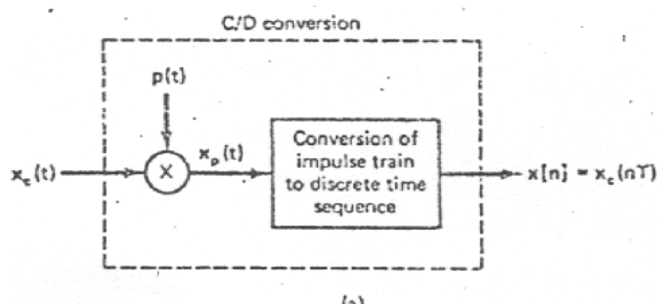 C/D conversion
p(t)
x_c(t)
X
x_p(t)
Conversion of
impulse train
to discrete time
sequence
x[n] = x_c(nT)
(a)